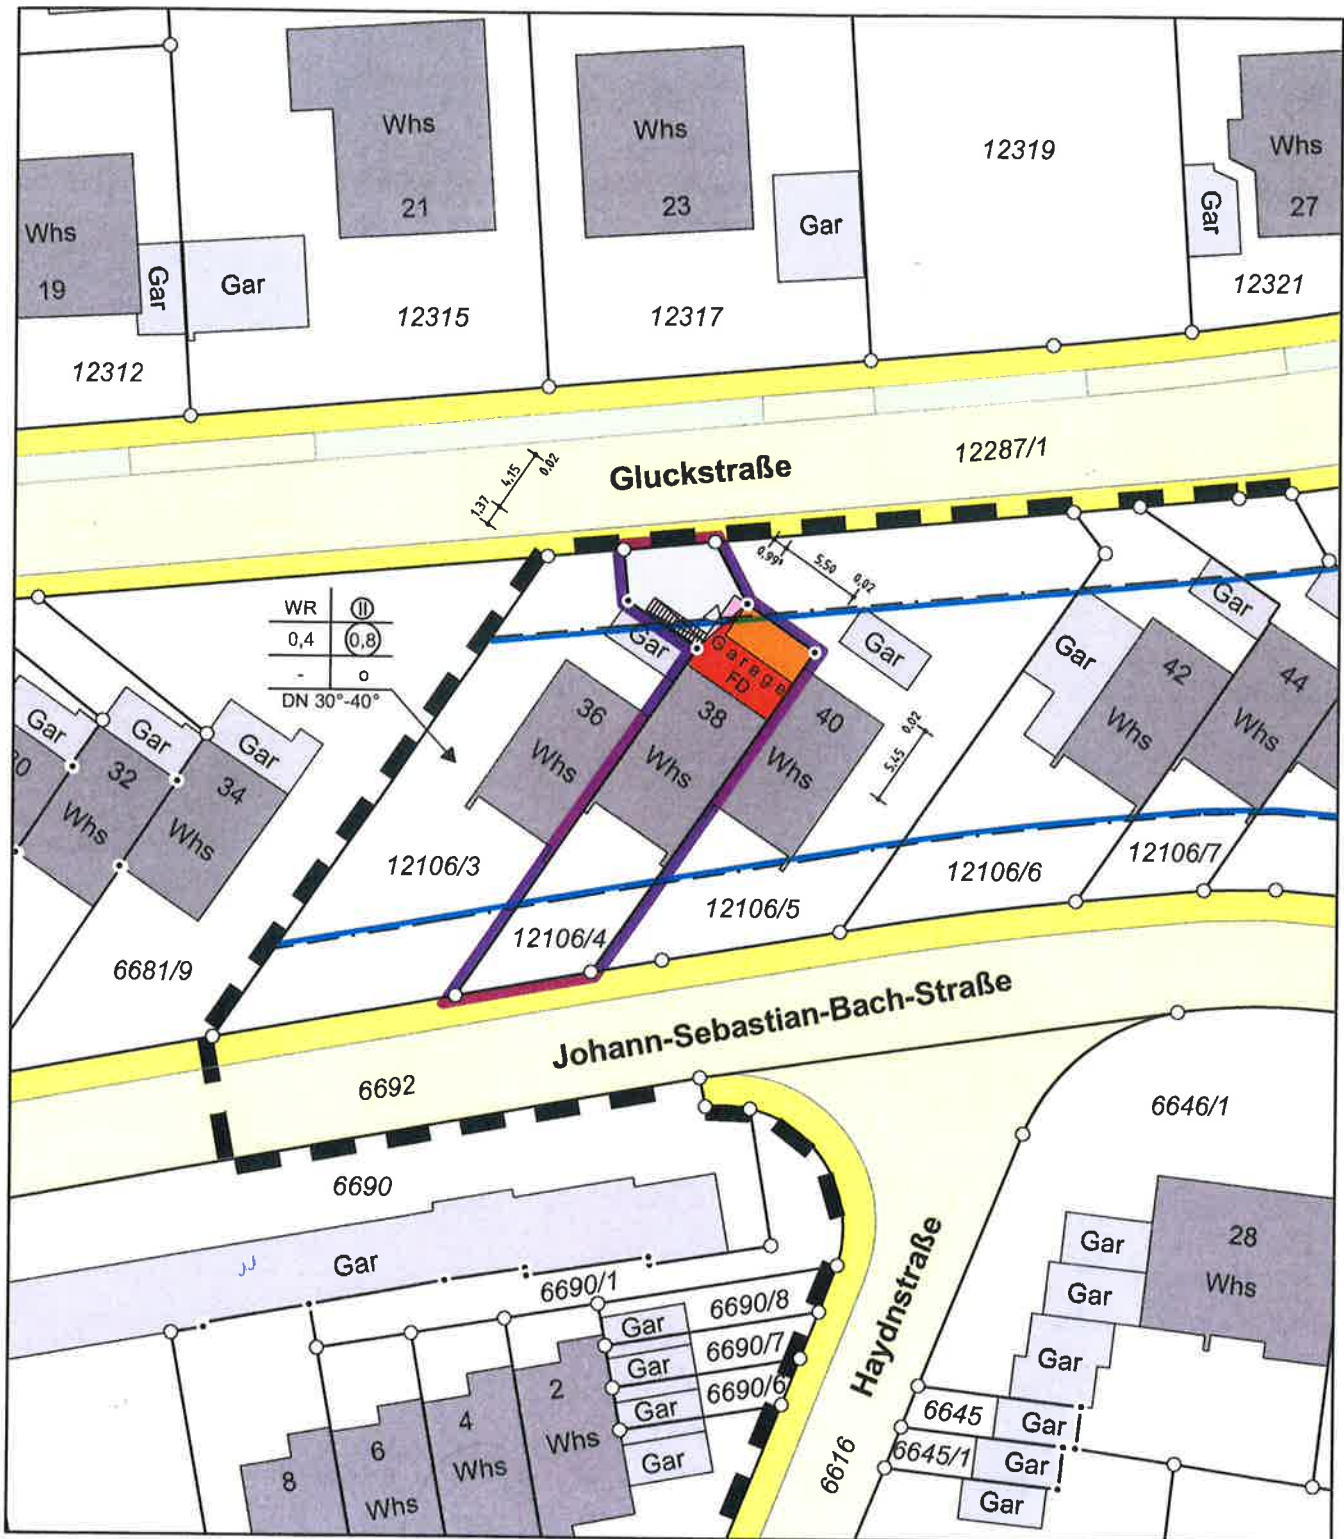 Whs
21
Whs
23
12319
Whs
27
Whs
19
Gar
Gar
Gar
Gar
12312
12315
12317
12321
Gluckstraße
12287/1
1.37
4.15
0.02
0.99⁵
5.50
0.02
WR
II
0,4
0,8
-
o
DN 30°-40°
Gar
Garage
FD
Gar
Gar
Gar
36
Whs
38
Whs
40
Whs
42
Whs
44
5.45
0.02
Gar
Gar
Gar
32
Whs
34
Whs
12106/3
12106/4
12106/5
12106/6
12106/7
6681/9
Johann-Sebastian-Bach-Straße
6692
6646/1
6690
Gar
6690/1
6690/8
6690/7
6690/6
Gar
Gar
Gar
Gar
2
Whs
4
Whs
6
Whs
8
Haydnstraße
6616
28
Whs
Gar
Gar
Gar
6645
Gar
6645/1
Gar
Gar